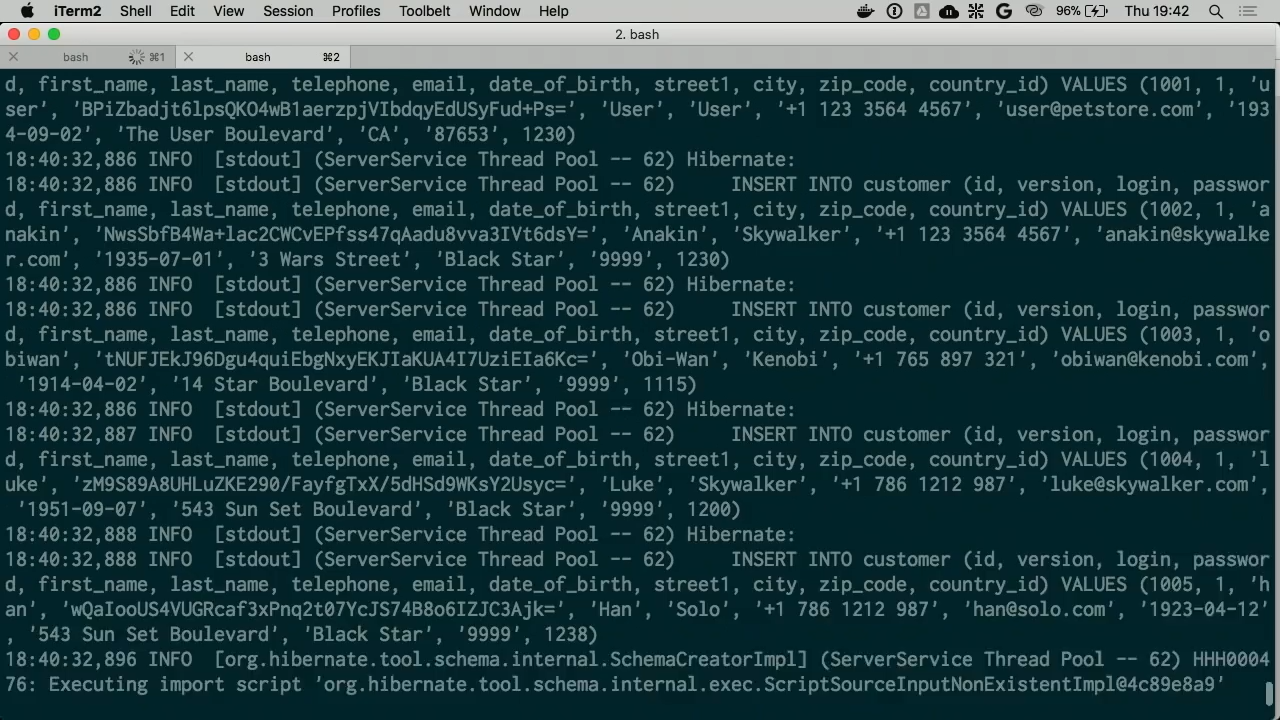 iTerm2 Shell Edit View Session Profiles Toolbelt Window Help 96% Thu 19:42
2. bash
bash ⌘1 bash ⌘2
d, first_name, last_name, telephone, email, date_of_birth, street1, city, zip_code, country_id) VALUES (1001, 1, 'u
ser', 'BPiZbadjt6lpsQKO4wB1aerzpjVIbdqyEdUSyFud+Ps=', 'User', 'User', '+1 123 3564 4567', 'user@petstore.com', '193
4-09-02', 'The User Boulevard', 'CA', '87653', 1230)
18:40:32,886 INFO  [stdout] (ServerService Thread Pool -- 62) Hibernate:
18:40:32,886 INFO  [stdout] (ServerService Thread Pool -- 62)     INSERT INTO customer (id, version, login, passwor
d, first_name, last_name, telephone, email, date_of_birth, street1, city, zip_code, country_id) VALUES (1002, 1, 'a
nakin', 'NwsSbfB4Wa+lac2CWCvEPfss47qAadu8vva3IVt6dsY=', 'Anakin', 'Skywalker', '+1 123 3564 4567', 'anakin@skywalke
r.com', '1935-07-01', '3 Wars Street', 'Black Star', '9999', 1230)
18:40:32,886 INFO  [stdout] (ServerService Thread Pool -- 62) Hibernate:
18:40:32,886 INFO  [stdout] (ServerService Thread Pool -- 62)     INSERT INTO customer (id, version, login, passwor
d, first_name, last_name, telephone, email, date_of_birth, street1, city, zip_code, country_id) VALUES (1003, 1, 'o
biwan', 'tNUFJEkJ96Dgu4quiEbgNxyEKJIaKUA4I7UziEIa6Kc=', 'Obi-Wan', 'Kenobi', '+1 765 897 321', 'obiwan@kenobi.com',
 '1914-04-02', '14 Star Boulevard', 'Black Star', '9999', 1115)
18:40:32,886 INFO  [stdout] (ServerService Thread Pool -- 62) Hibernate:
18:40:32,887 INFO  [stdout] (ServerService Thread Pool -- 62)     INSERT INTO customer (id, version, login, passwor
d, first_name, last_name, telephone, email, date_of_birth, street1, city, zip_code, country_id) VALUES (1004, 1, 'l
uke', 'zM9S89A8UHLuZKE290/FayfgTxX/5dHSd9WKsY2Usyc=', 'Luke', 'Skywalker', '+1 786 1212 987', 'luke@skywalker.com',
 '1951-09-07', '543 Sun Set Boulevard', 'Black Star', '9999', 1200)
18:40:32,888 INFO  [stdout] (ServerService Thread Pool -- 62) Hibernate:
18:40:32,888 INFO  [stdout] (ServerService Thread Pool -- 62)     INSERT INTO customer (id, version, login, passwor
d, first_name, last_name, telephone, email, date_of_birth, street1, city, zip_code, country_id) VALUES (1005, 1, 'h
an', 'wQaIooUS4VUGRcaf3xPnq2t07YcJS74B8o6IZJC3Ajk=', 'Han', 'Solo', '+1 786 1212 987', 'han@solo.com', '1923-04-12'
, '543 Sun Set Boulevard', 'Black Star', '9999', 1238)
18:40:32,896 INFO  [org.hibernate.tool.schema.internal.SchemaCreatorImpl] (ServerService Thread Pool -- 62) HHH0004
76: Executing import script 'org.hibernate.tool.schema.internal.exec.ScriptSourceInputNonExistentImpl@4c89e8a9'